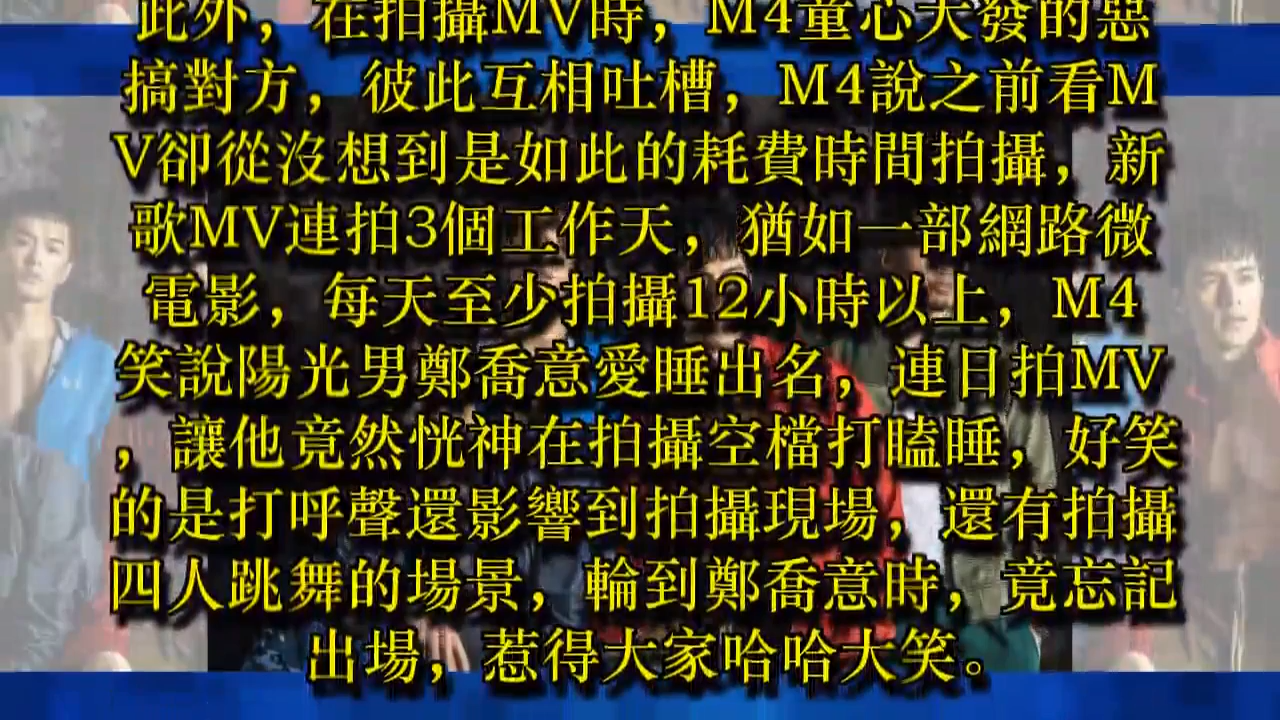 此外，在拍攝MV時，M4童心大發的惡
搞對方，彼此互相吐槽，M4說之前看M
V卻從沒想到是如此的耗費時間拍攝，新
歌MV連拍3個工作天，猶如一部網路微
電影，每天至少拍攝12小時以上，M4
笑說陽光男鄭喬意愛睡出名，連日拍MV
，讓他竟然恍神在拍攝空檔打瞌睡，好笑
的是打呼聲還影響到拍攝現場，還有拍攝
四人跳舞的場景，輪到鄭喬意時，竟忘記
出場，惹得大家哈哈大笑。